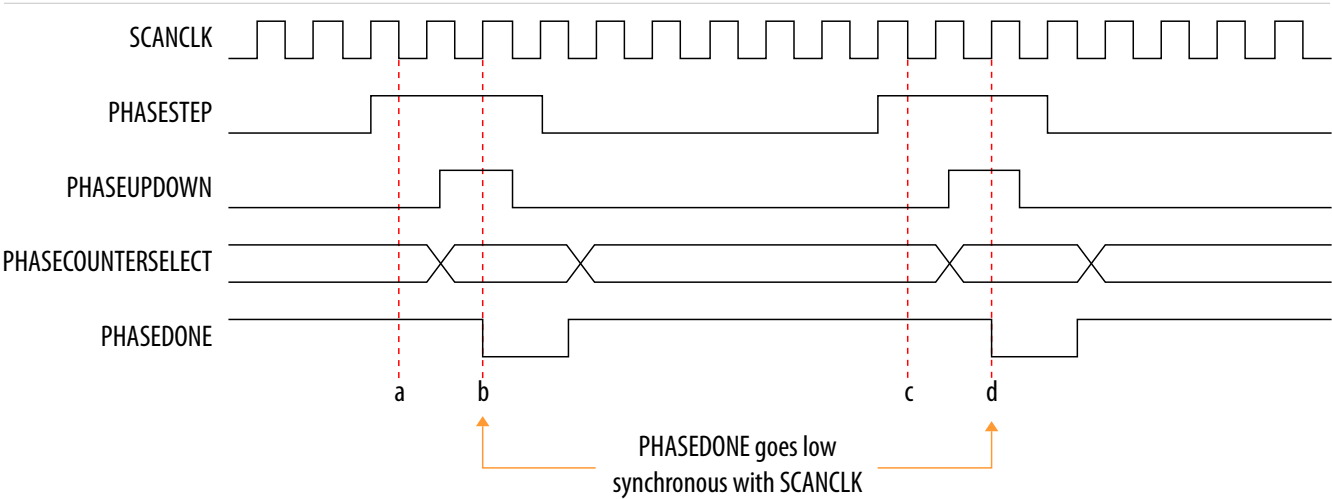 SCANCLK
PHASESTEP
PHASEUPDOWN
PHASECOUNTERSELECT
PHASEDONE
a b c d
PHASEDONE goes low
synchronous with SCANCLK